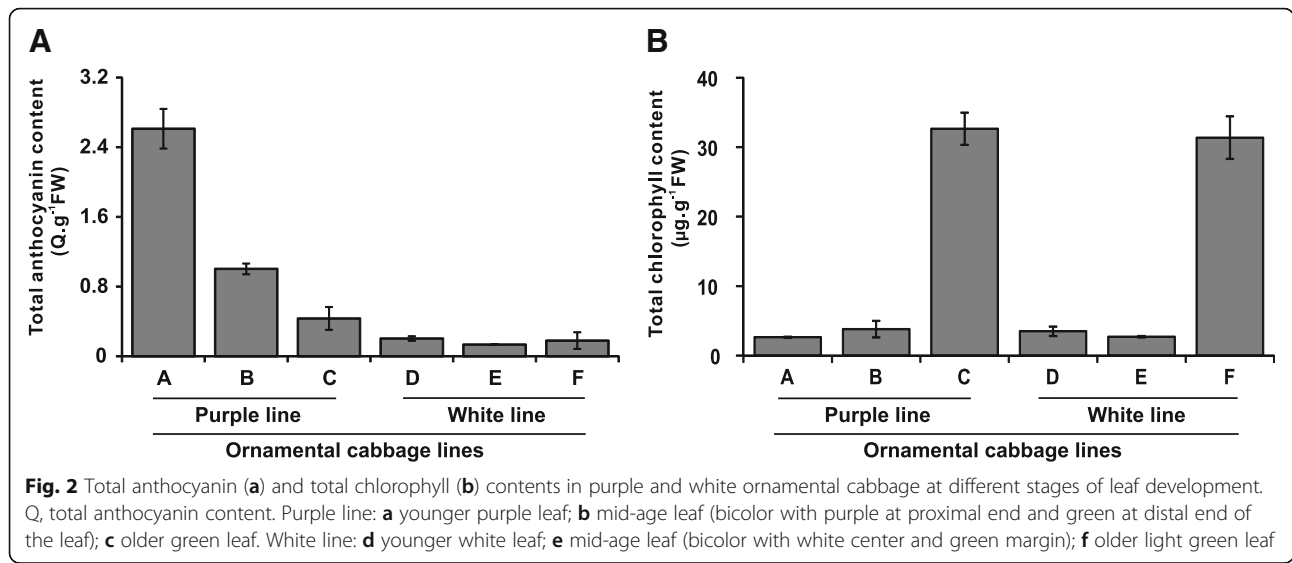 A
Total anthocyanin content
(Q.g-1FW)
3.2
2.4
1.6
0.8
0
A B C D E F
Purple line White line
Ornamental cabbage lines
B
Total chlorophyll content
(µg.g-1FW)
40
30
20
10
0
A B C D E F
Purple line White line
Ornamental cabbage lines
Fig. 2 Total anthocyanin (a) and total chlorophyll (b) contents in purple and white ornamental cabbage at different stages of leaf development.
Q, total anthocyanin content. Purple line: a younger purple leaf; b mid-age leaf (bicolor with purple at proximal end and green at distal end of
the leaf); c older green leaf. White line: d younger white leaf; e mid-age leaf (bicolor with white center and green margin); f older light green leaf